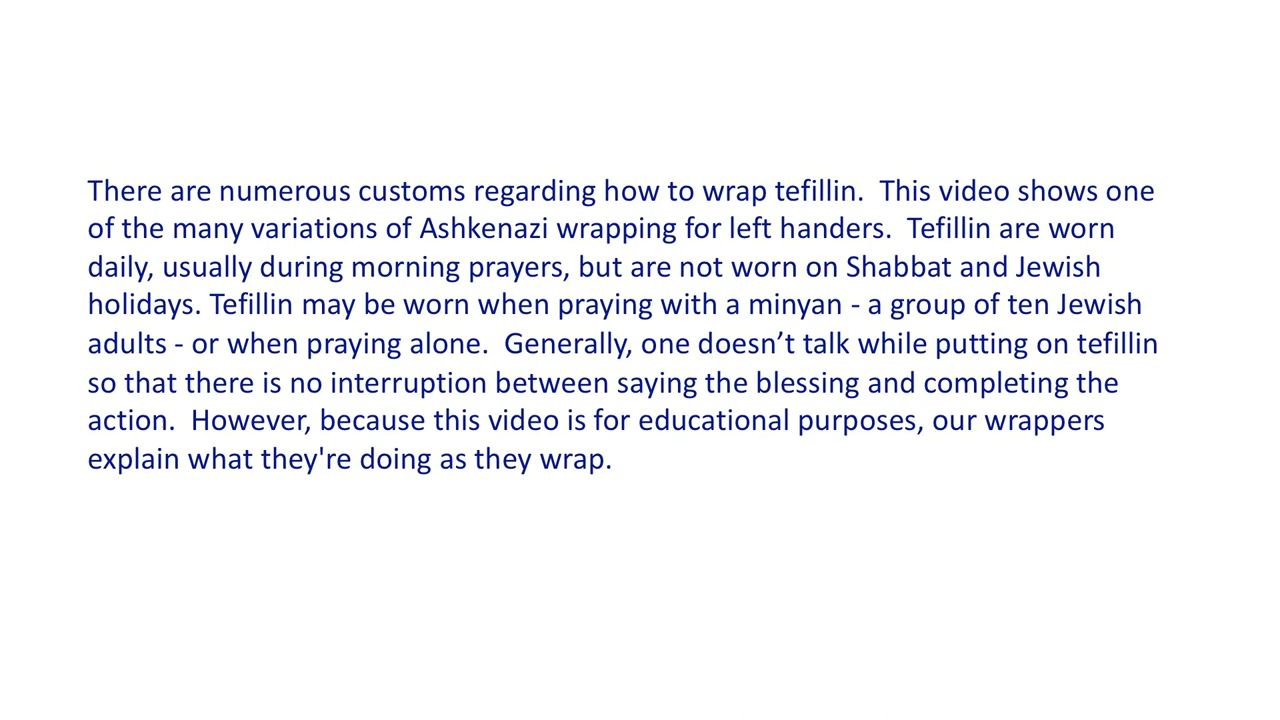 There are numerous customs regarding how to wrap tefillin.  This video shows one
of the many variations of Ashkenazi wrapping for left handers.  Tefillin are worn
daily, usually during morning prayers, but are not worn on Shabbat and Jewish
holidays. Tefillin may be worn when praying with a minyan - a group of ten Jewish
adults - or when praying alone.  Generally, one doesn’t talk while putting on tefillin
so that there is no interruption between saying the blessing and completing the
action.  However, because this video is for educational purposes, our wrappers
explain what they're doing as they wrap.